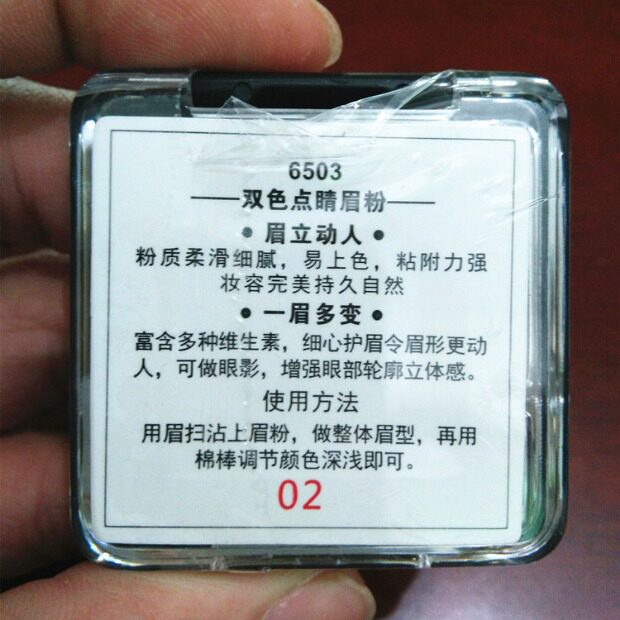 6503
——双色点睛眉粉——
• 眉立动人 •
粉质柔滑细腻，易上色，粘附力强
妆容完美持久自然
• 一眉多变 •
富含多种维生素，细心护眉令眉形更动
人，可做眼影，增强眼部轮廓立体感。
使用方法
用眉扫沾上眉粉，做整体眉型，再用
棉棒调节颜色深浅即可。
02